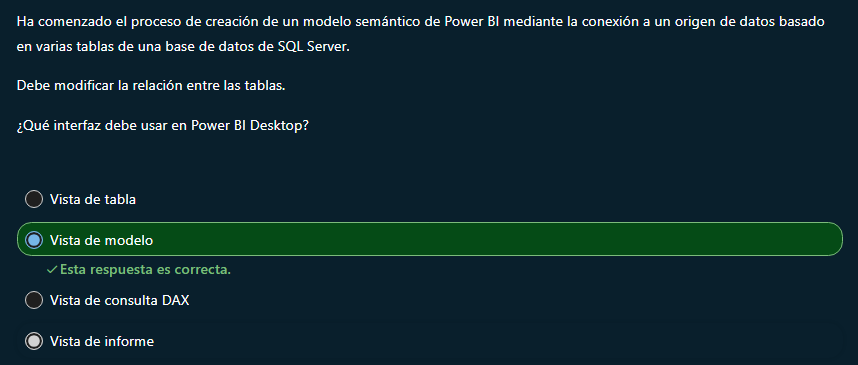 Ha comenzado el proceso de creación de un modelo semántico de Power BI mediante la conexión a un origen de datos basado
en varias tablas de una base de datos de SQL Server.
Debe modificar la relación entre las tablas.
¿Qué interfaz debe usar en Power BI Desktop?
Vista de tabla
Vista de modelo
Esta respuesta es correcta.
Vista de consulta DAX
Vista de informe